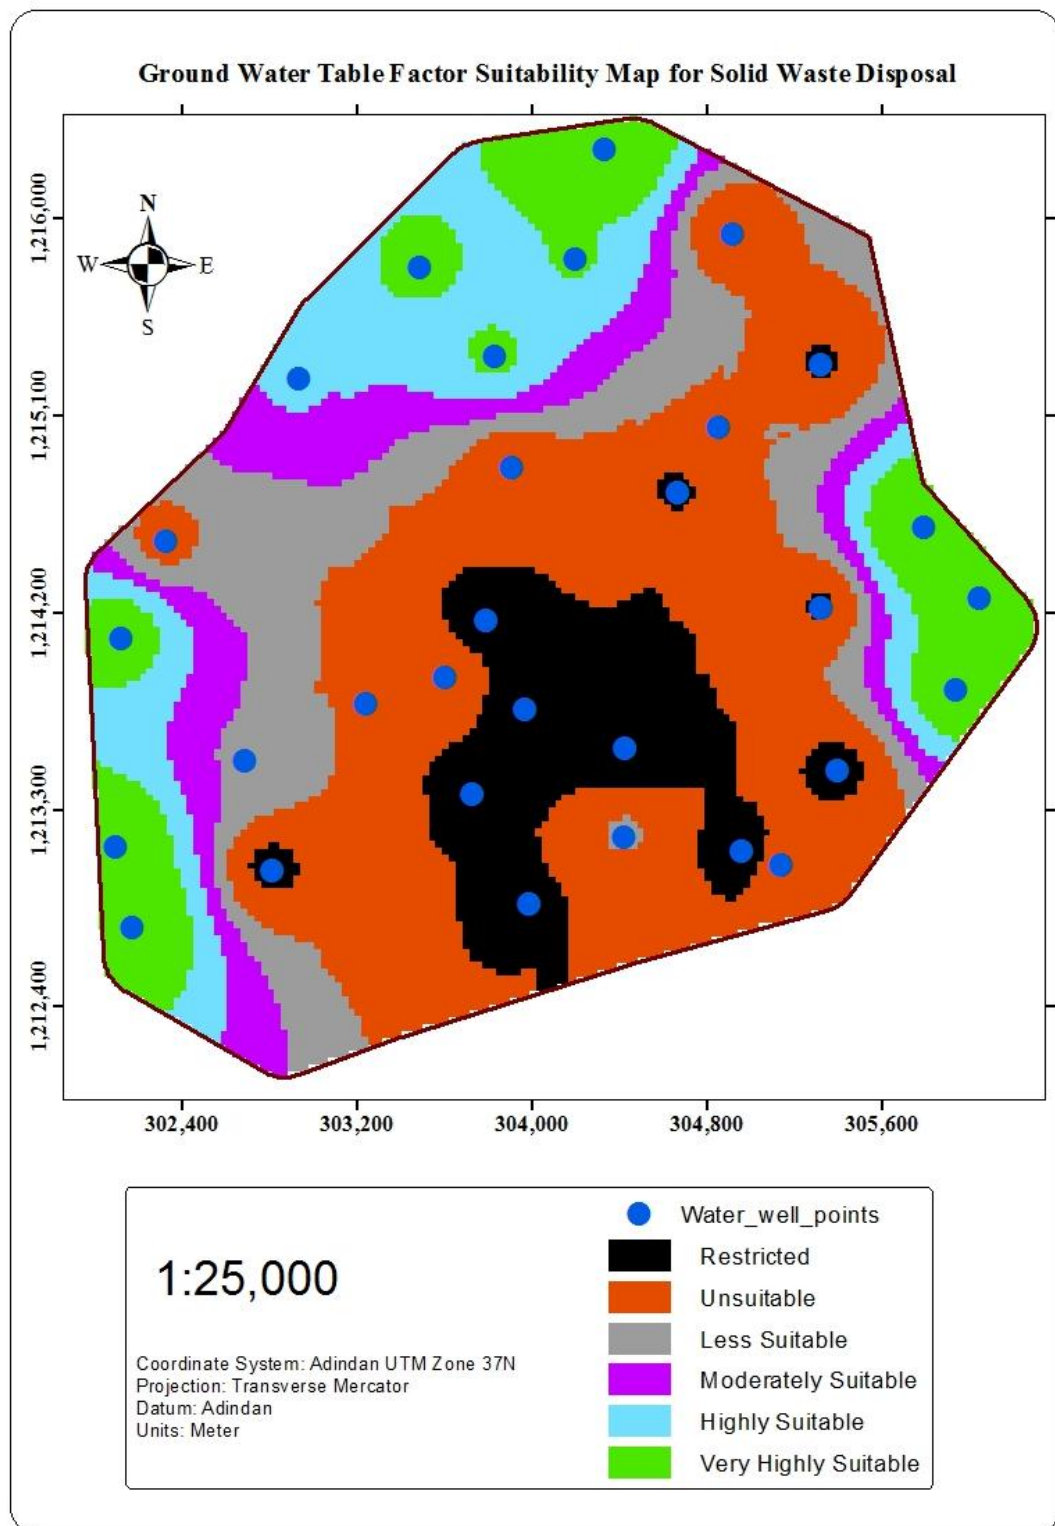 Ground Water Table Factor Suitability Map for Solid Waste Disposal
N
W E
S
1,216,000
1,215,100
1,214,200
1,213,300
1,212,400
302,400 303,200 304,000 304,800 305,600
1:25,000
Coordinate System: Adindan UTM Zone 37N
Projection: Transverse Mercator
Datum: Adindan
Units: Meter
Water_well_points
Restricted
Unsuitable
Less Suitable
Moderately Suitable
Highly Suitable
Very Highly Suitable